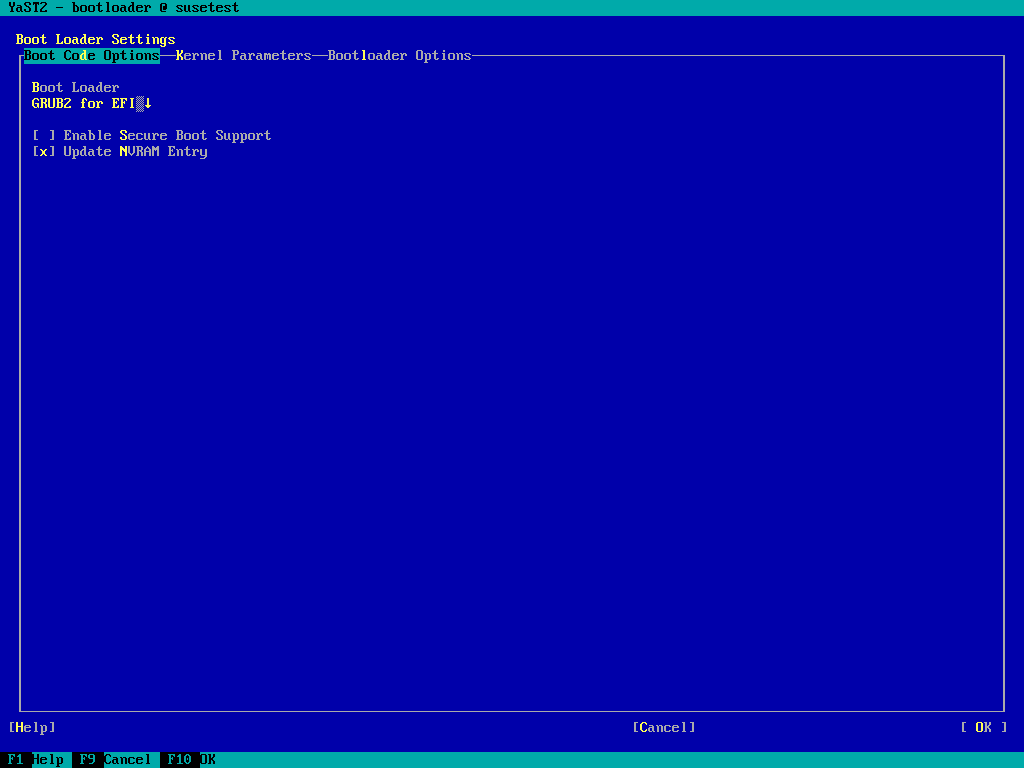 YaST2 - bootloader @ susetest
Boot Loader Settings
Boot Code Options Kernel Parameters Bootloader Options
Boot Loader
GRUB2 for EFI↓
[ ] Enable Secure Boot Support
[x] Update NVRAM Entry
[Help] [Cancel] [ OK ]
F1 Help F9 Cancel F10 OK